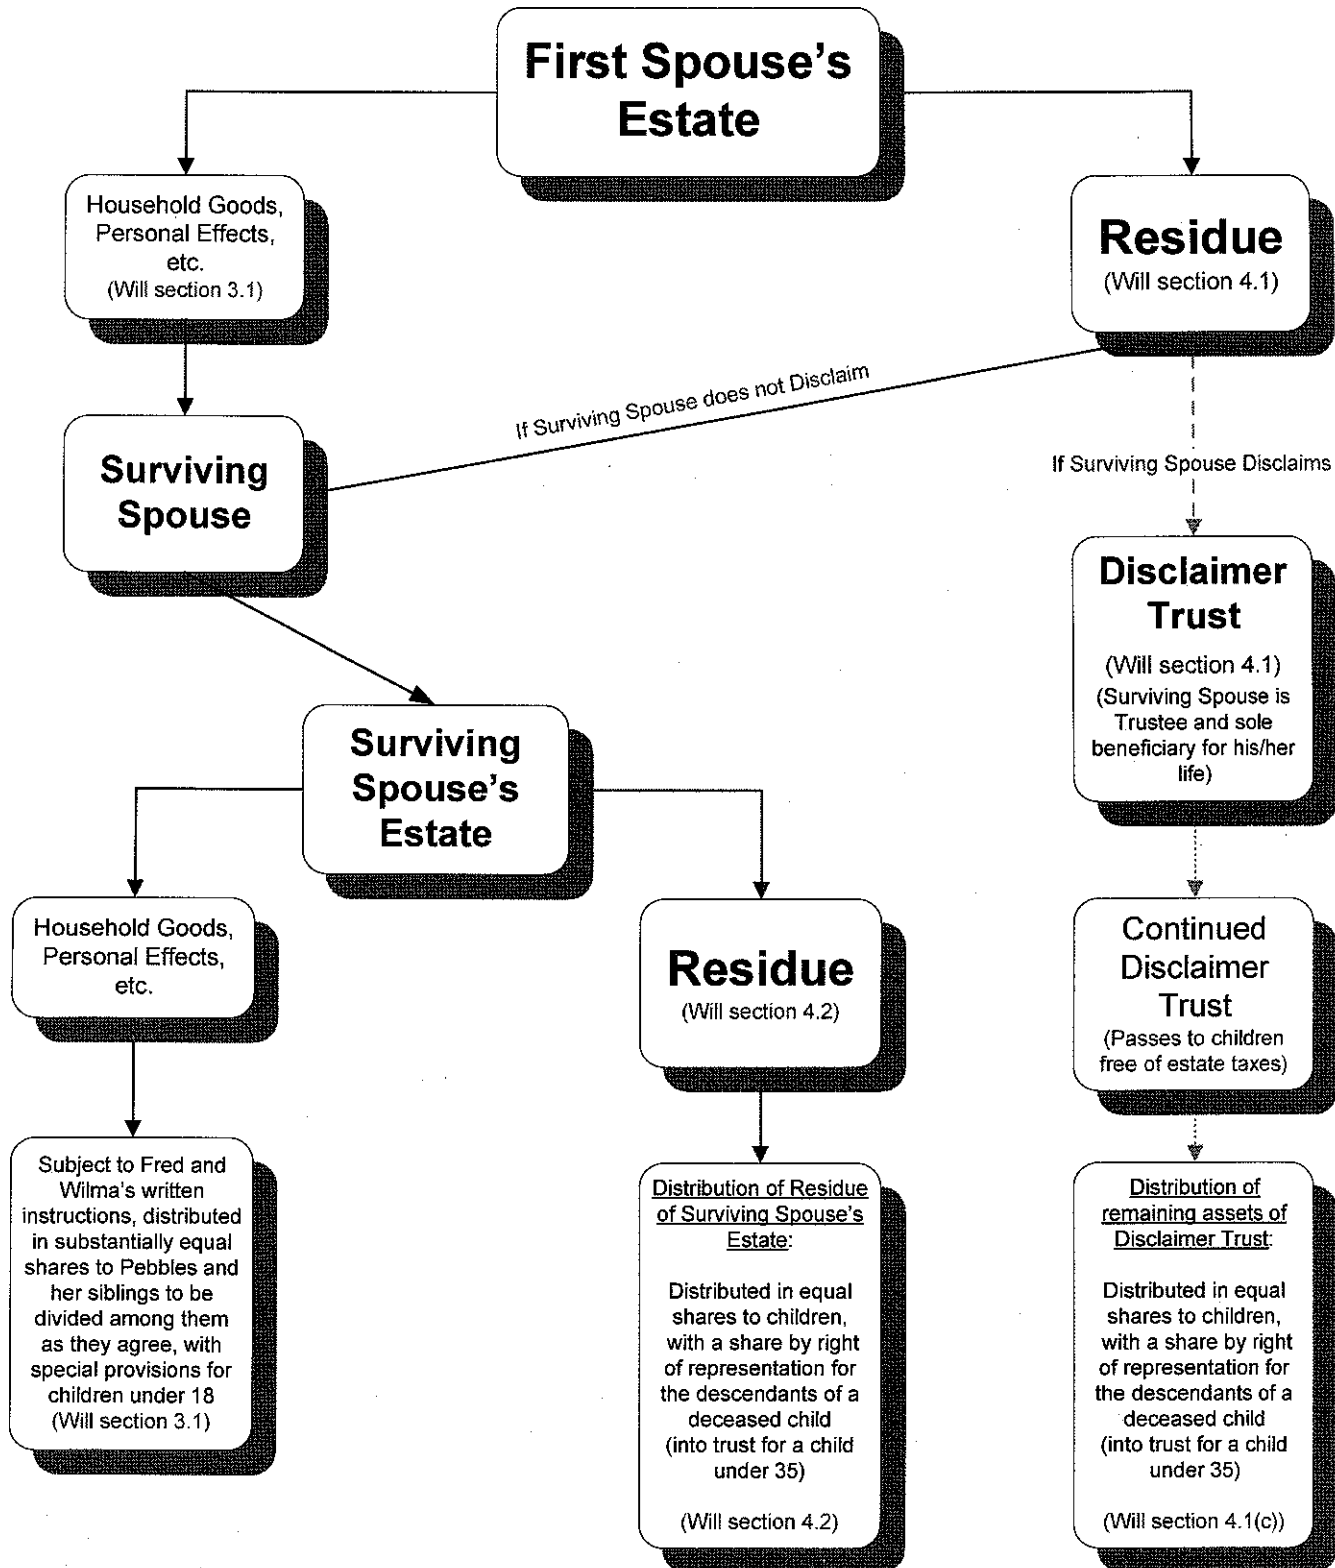 First Spouse's
Estate
Household Goods,
Personal Effects,
etc.
(Will section 3.1)
Residue
(Will section 4.1)
If Surviving Spouse does not Disclaim
If Surviving Spouse Disclaims
Surviving
Spouse
Disclaimer
Trust
(Will section 4.1)
(Surviving Spouse is
Trustee and sole
beneficiary for his/her
life)
Surviving
Spouse's
Estate
Household Goods,
Personal Effects,
etc.
Residue
(Will section 4.2)
Continued
Disclaimer
Trust
(Passes to children
free of estate taxes)
Subject to Fred and
Wilma's written
instructions, distributed
in substantially equal
shares to Pebbles and
her siblings to be
divided among them
as they agree, with
special provisions for
children under 18
(Will section 3.1)
Distribution of Residue
of Surviving Spouse's
Estate:
Distributed in equal
shares to children,
with a share by right
of representation for
the descendants of a
deceased child
(into trust for a child
under 35)
(Will section 4.2)
Distribution of
remaining assets of
Disclaimer Trust:
Distributed in equal
shares to children,
with a share by right
of representation for
the descendants of a
deceased child
(into trust for a child
under 35)
(Will section 4.1(c))